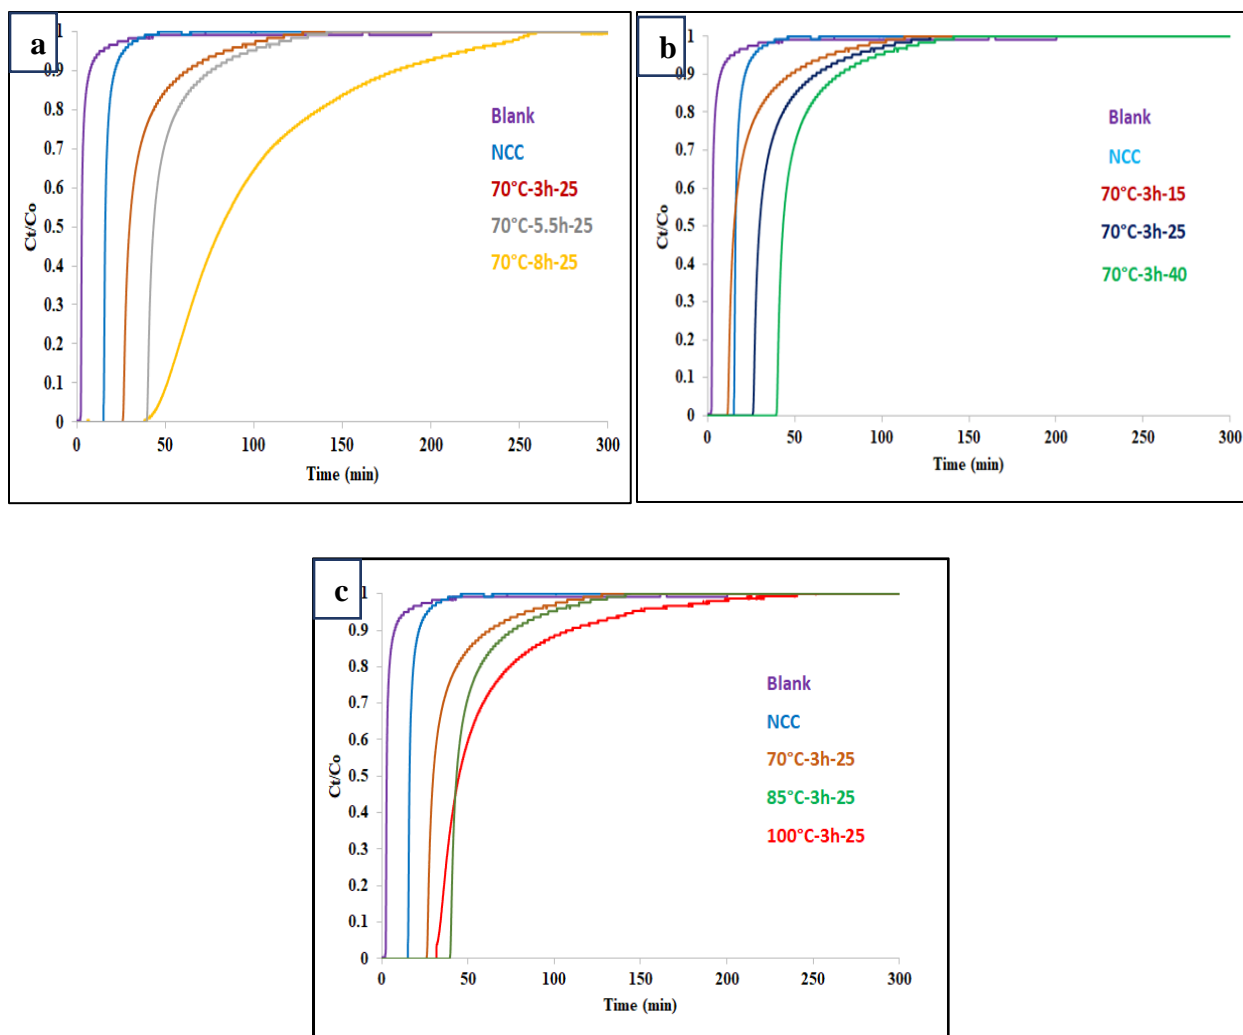 a
1
0.9
0.8
0.7
0.6
0.5
0.4
0.3
0.2
0.1
0
Ct/Co
0 50 100 150 200 250 300
Time (min)
Blank
NCC
70°C-3h-25
70°C-5.5h-25
70°C-8h-25
b
1
0.9
0.8
0.7
0.6
0.5
0.4
0.3
0.2
0.1
0
Ct/Co
0 50 100 150 200 250 300
Time (min)
Blank
NCC
70°C-3h-15
70°C-3h-25
70°C-3h-40
c
1
0.9
0.8
0.7
0.6
0.5
0.4
0.3
0.2
0.1
0
Ct/Co
0 50 100 150 200 250 300
Time (min)
Blank
NCC
70°C-3h-25
85°C-3h-25
100°C-3h-25